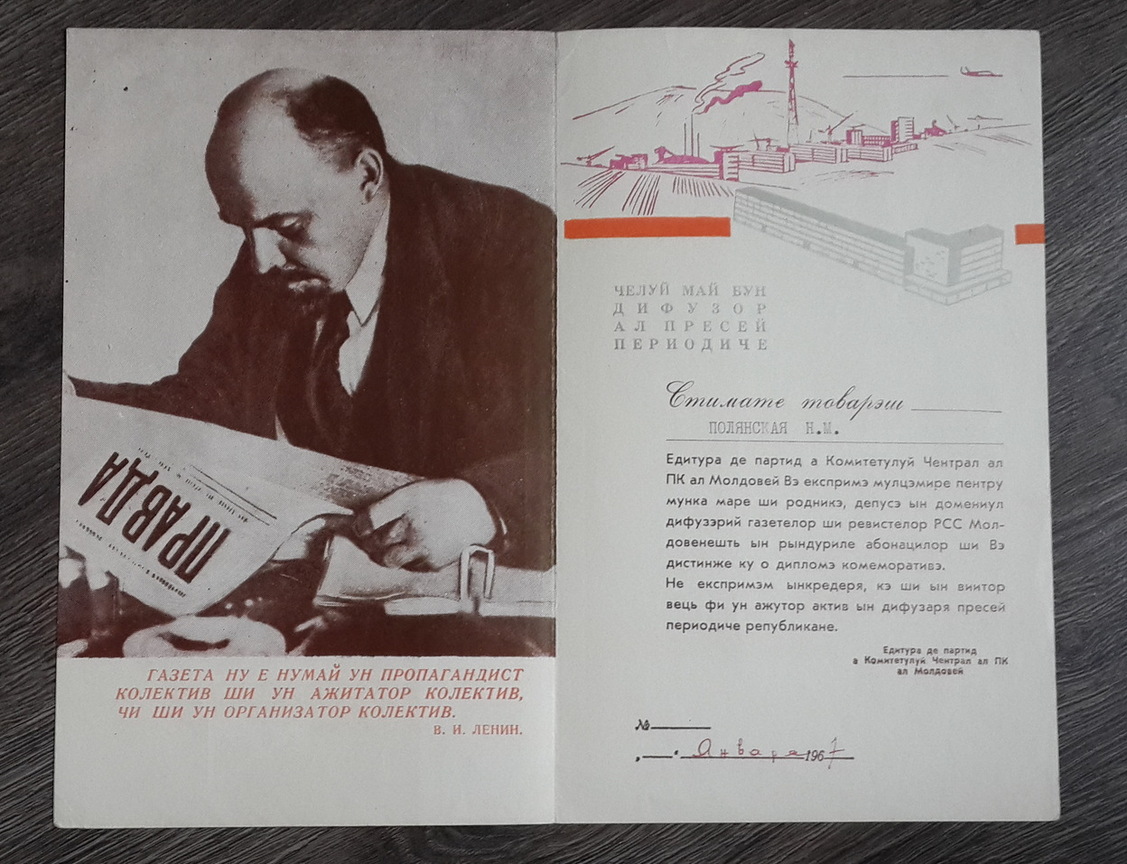 ПРАВДА
ГАЗЕТА НУ Е НУМАЙ УН ПРОПАГАНДИСТ
КОЛЕКТИВ ШИ УН АЖИТАТОР КОЛЕКТИВ,
ЧИ ШИ УН ОРГАНИЗАТОР КОЛЕКТИВ.
В. И. ЛЕНИН.
ЧЕЛУЙ МАЙ БУН
ДИФУЗОР
АЛ ПРЕСЕЙ
ПЕРИОДИЧЕ
Стимате товарэш
ПОЛЯНСКАЯ Н.М.
Едитура де партид а Комитетулуй Чентрал ал
ПК ал Молдовей Вэ експримэ мулцэмире пентру
мунка маре ши родникэ, депусэ ын домениул
дифузэрий газетелор ши ревистелор РСС Мол-
довенешть ын рындуриле абонацилор ши Вэ
дистинже ку о дипломэ комеморативэ.
Не експримэм ынкредеря, кэ ши ын виитор
вець фи ун ажутор актив ын дифузаря пресей
периодиче републикане.
Едитура де партид
а Комитетулуй Чентрал ал ПК
ал Молдовей
№
„ “ Января 1967